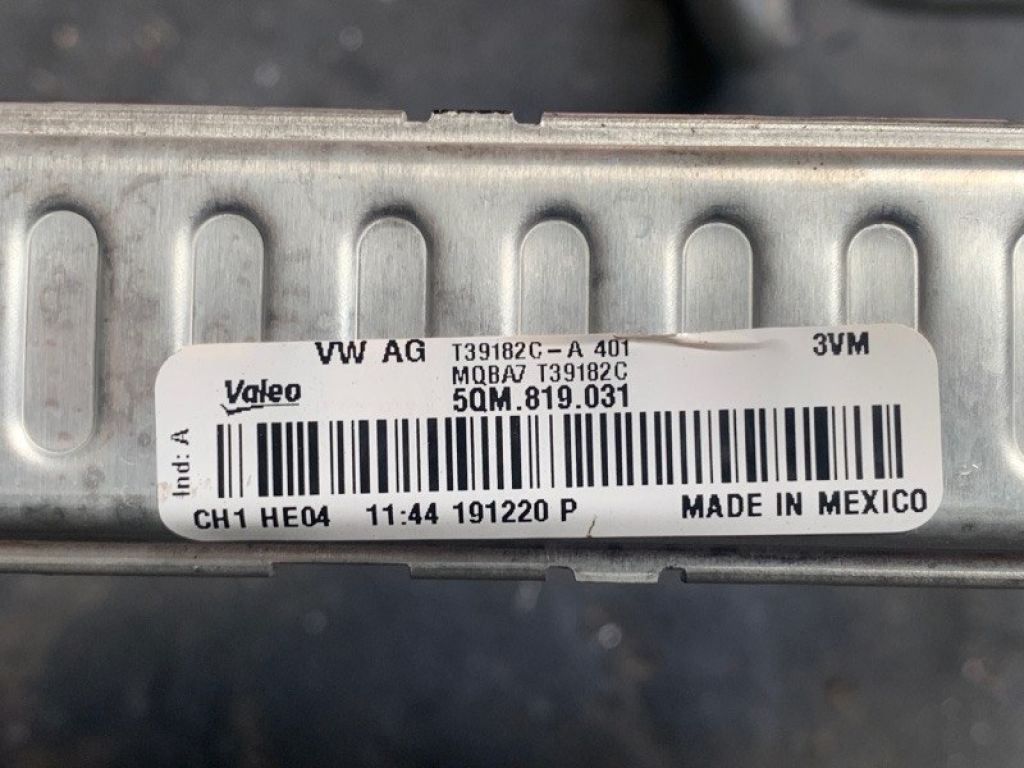 VW AG T39182C-A 401 3VM
MQBA7 T39182C
Valeo 5QM.819.031
Ind: A
CH1 HE04 11:44 191220 P MADE IN MEXICO